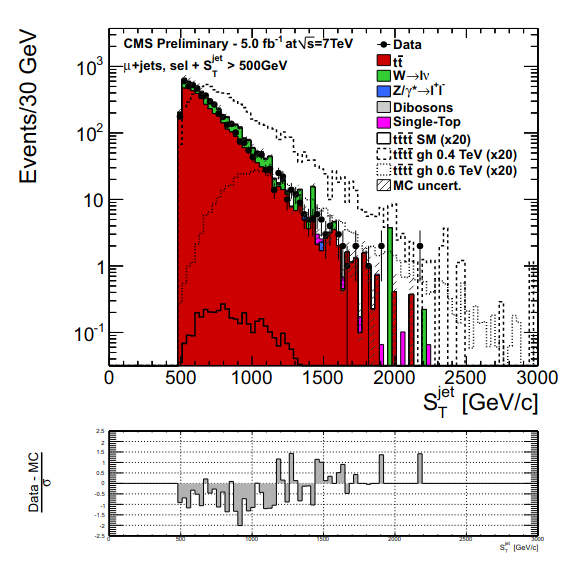 CMS Preliminary - 5.0 fb⁻¹ at √s=7TeV
μ+jets, sel + S_T^jet > 500GeV
Data
tt̄
W→lν
Z/γ*→l⁺l⁻
Dibosons
Single-Top
tt̄tt̄ SM (x20)
tt̄tt̄ gh 0.4 TeV (x20)
tt̄tt̄ gh 0.6 TeV (x20)
MC uncert.
Events/30 GeV
10³
10²
10
1
10⁻¹
0 500 1000 1500 2000 2500 3000
S_T^jet [GeV/c]
Data - MC
σ
2.5
2
1.5
1
0.5
0
-0.5
-1
-1.5
-2
-2.5
0 500 1000 1500 2000 2500 3000
S_T^jet [GeV/c]